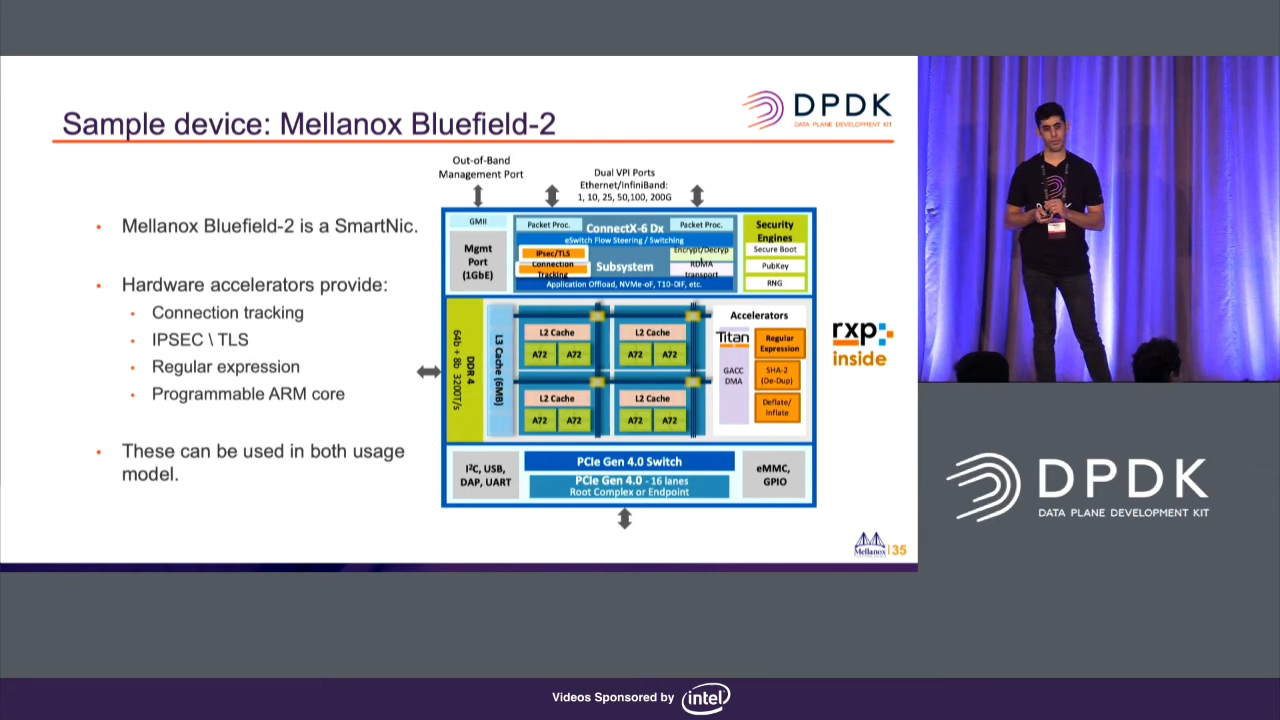 Sample device: Mellanox Bluefield-2
DPDK
DATA PLANE DEVELOPMENT KIT
• Mellanox Bluefield-2 is a SmartNic.
• Hardware accelerators provide:
• Connection tracking
• IPSEC \ TLS
• Regular expression
• Programmable ARM core
• These can be used in both usage
model.
Out-of-Band
Management Port
Dual VPI Ports
Ethernet/InfiniBand:
1, 10, 25, 50,100, 200G
GMII
Mgmt
Port
(1GbE)
Packet Proc.
ConnectX-6 Dx
Packet Proc.
eSwitch Flow Steering / Switching
IPsec/TLS
Connection
Tracking
Subsystem
Encrypt/Decryp
t
RDMA
transport
Application Offload, NVMe-oF, T10-DIF, etc.
Security
Engines
Secure Boot
PubKey
RNG
DDR 4
64b + 8b 3200T/s
L3 Cache (6MB)
L2 Cache
A72 A72
L2 Cache
A72 A72
L2 Cache
A72 A72
L2 Cache
A72 A72
Accelerators
Titan
GACC
DMA
Regular
Expression
SHA-2
(De-Dup)
Deflate/
Inflate
rxp
inside
I²C, USB,
DAP, UART
PCIe Gen 4.0 Switch
PCIe Gen 4.0 - 16 lanes
Root Complex or Endpoint
eMMC,
GPIO
Mellanox
35
DPDK
DATA PLANE DEVELOPMENT KIT
Videos Sponsored by intel